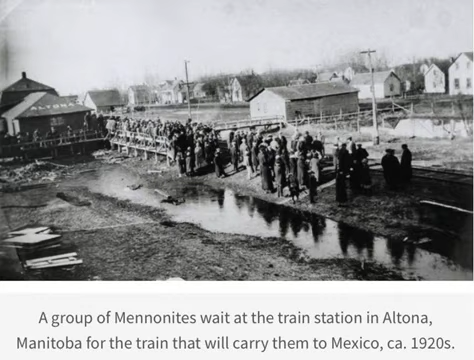 ALTONA
A group of Mennonites wait at the train station in Altona,
Manitoba for the train that will carry them to Mexico, ca. 1920s.